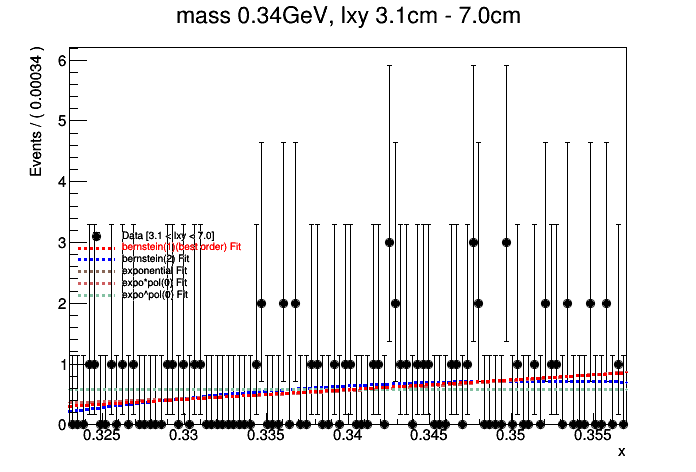 mass 0.34GeV, lxy 3.1cm - 7.0cm
Events / ( 0.00034 )
6
5
4
3
2
1
0
Data [3.1 < lxy < 7.0]
bernstein(1)(best order) Fit
bernstein(2) Fit
exponential Fit
expo*pol(0) Fit
expo^pol(0) Fit
0.325 0.33 0.335 0.34 0.345 0.35 0.355
x